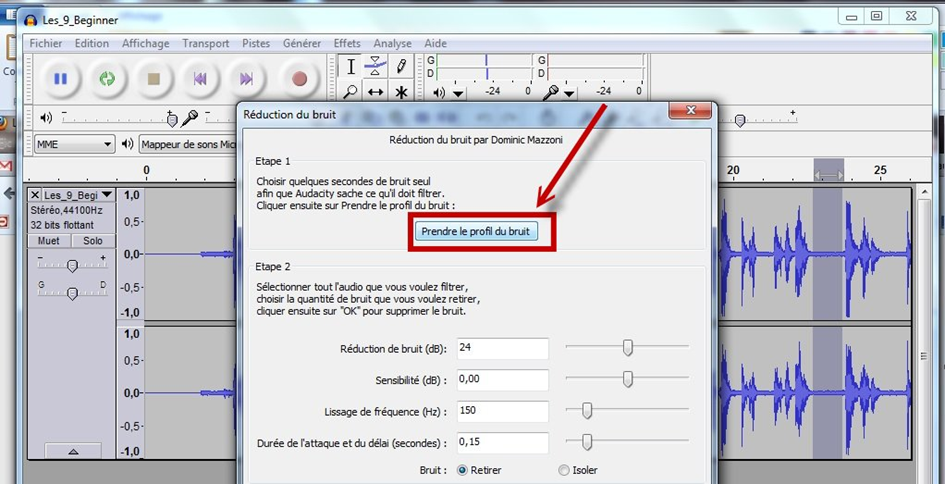 Les_9_Beginner
Fichier Edition Affichage Transport Pistes Générer Effets Analyse Aide
G
D
-24 0
G
D
-24 0
MME
Mappeur de sons Mic
Réduction du bruit
Réduction du bruit par Dominic Mazzoni
Etape 1
Choisir quelques secondes de bruit seul
afin que Audacity sache ce qu'il doit filtrer.
Cliquer ensuite sur Prendre le profil du bruit :
Prendre le profil du bruit
Etape 2
Sélectionner tout l'audio que vous voulez filtrer,
choisir la quantité de bruit que vous voulez retirer,
cliquer ensuite sur "OK" pour supprimer le bruit.
Réduction de bruit (dB): 24
Sensibilité (dB) : 0,00
Lissage de fréquence (Hz) : 150
Durée de l'attaque et du délai (secondes) : 0,15
Bruit : Retirer Isoler
0 20 25
Les_9_Begi
Stéréo,44100Hz
32 bits flottant
Muet Solo
- +
G D
1,0
0,5-
0,0-
-0,5-
-1,0
1,0
0,5-
0,0-
-0,5-
-1,0